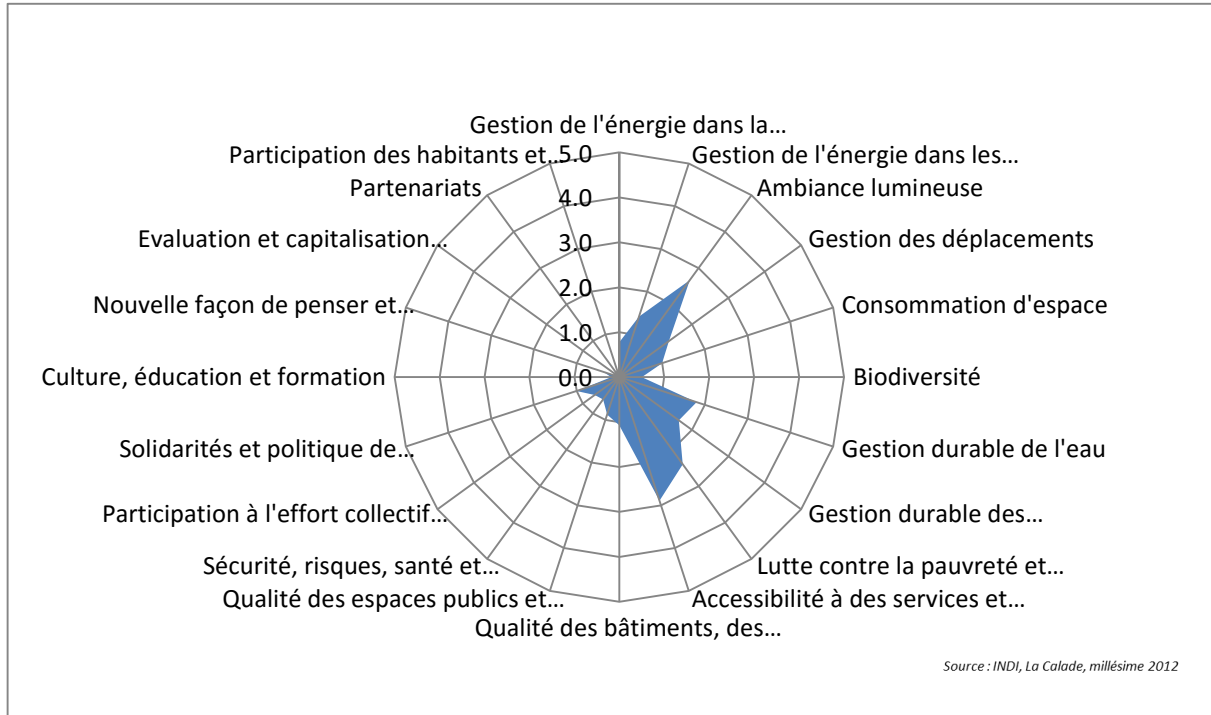 Gestion de l'énergie dans la…
Gestion de l'énergie dans les…
Ambiance lumineuse
Gestion des déplacements
Consommation d'espace
Biodiversité
Gestion durable de l'eau
Gestion durable des…
Lutte contre la pauvreté et…
Accessibilité à des services et…
Qualité des bâtiments, des…
Qualité des espaces publics et…
Sécurité, risques, santé et…
Participation à l'effort collectif…
Solidarités et politique de…
Culture, éducation et formation
Nouvelle façon de penser et…
Evaluation et capitalisation…
Partenariats
Participation des habitants et…
5.0
4.0
3.0
2.0
1.0
0.0
Source : INDI, La Calade, millésime 2012